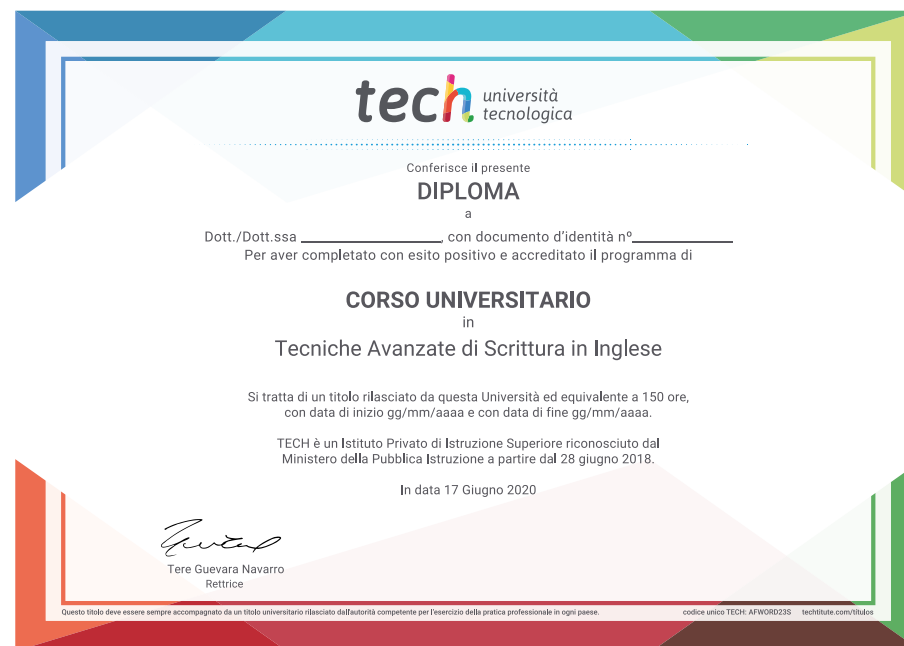 tech università
tecnologica
Conferisce il presente
DIPLOMA
a
Dott./Dott.ssa ____________________, con documento d'identità nº______________
Per aver completato con esito positivo e accreditato il programma di
CORSO UNIVERSITARIO
in
Tecniche Avanzate di Scrittura in Inglese
Si tratta di un titolo rilasciato da questa Università ed equivalente a 150 ore,
con data di inizio gg/mm/aaaa e con data di fine gg/mm/aaaa.
TECH è un Istituto Privato di Istruzione Superiore riconosciuto dal
Ministero della Pubblica Istruzione a partire dal 28 giugno 2018.
In data 17 Giugno 2020
Tere Guevara Navarro
Rettrice
Questo titolo deve essere sempre accompagnato da un titolo universitario rilasciato dall'autorità competente per l'esercizio della pratica professionale in ogni paese. codice unico TECH: AFWORD23S techtitute.com/titulos